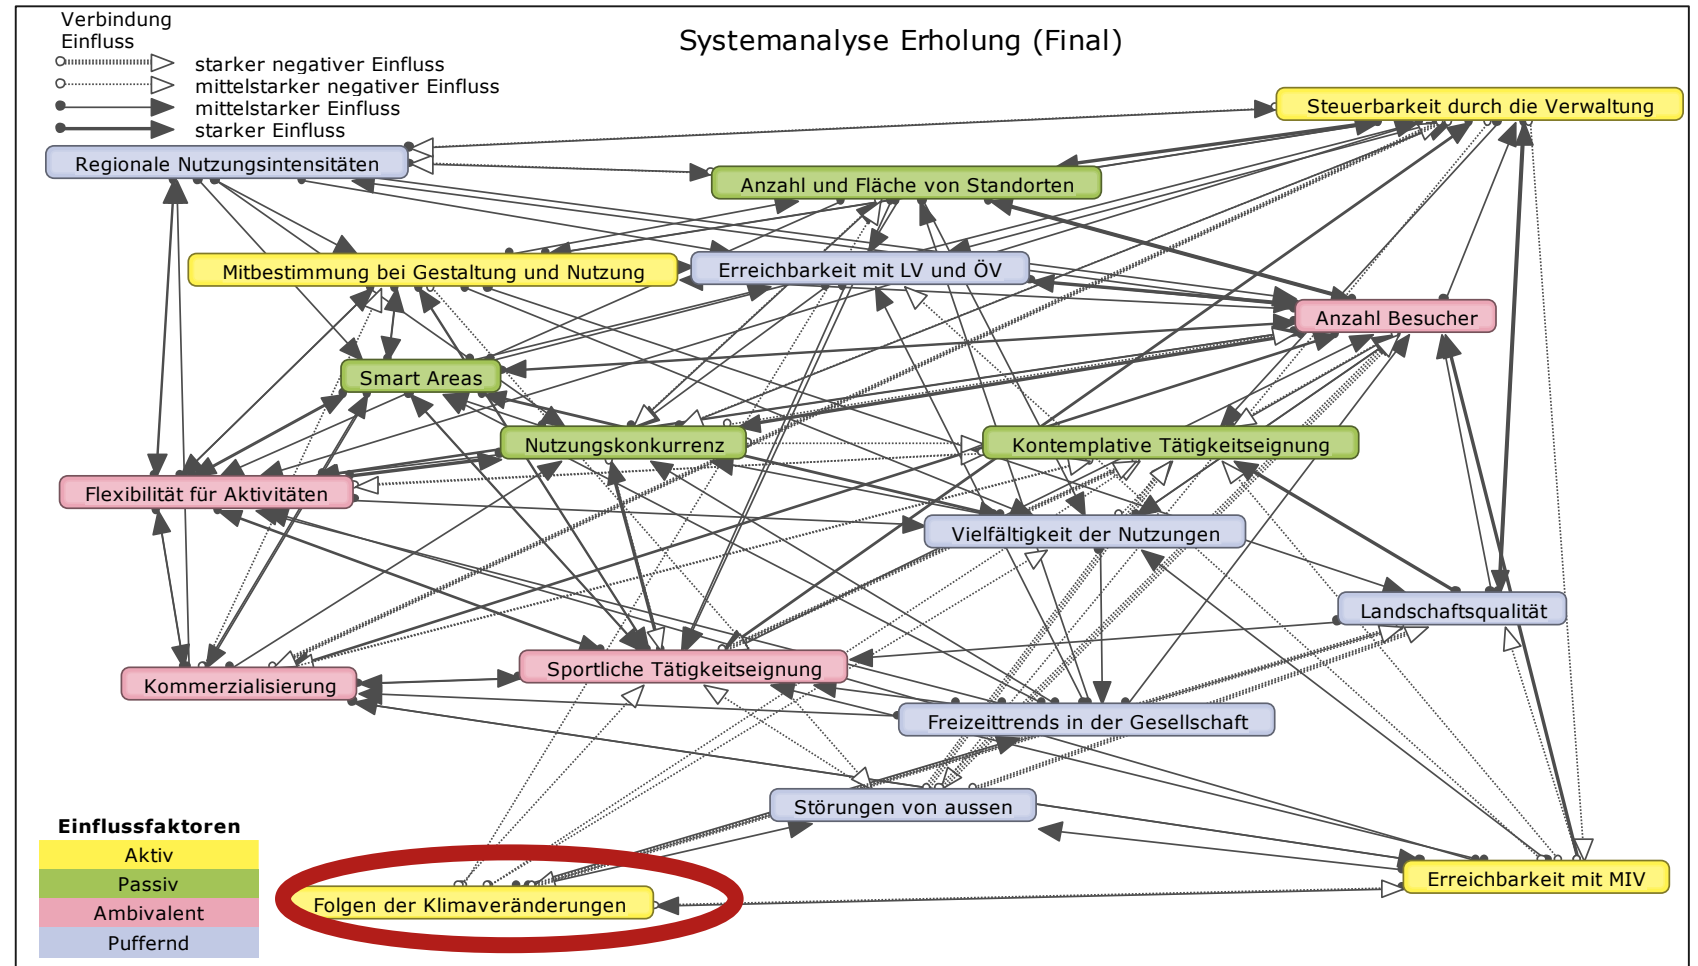 Verbindung
Einfluss
starker negativer Einfluss
mittelstarker negativer Einfluss
mittelstarker Einfluss
starker Einfluss
Systemanalyse Erholung (Final)
Steuerbarkeit durch die Verwaltung
Regionale Nutzungsintensitäten
Anzahl und Fläche von Standorten
Mitbestimmung bei Gestaltung und Nutzung
Erreichbarkeit mit LV und ÖV
Anzahl Besucher
Smart Areas
Nutzungskonkurrenz
Kontemplative Tätigkeitseignung
Flexibilität für Aktivitäten
Vielfältigkeit der Nutzungen
Landschaftsqualität
Sportliche Tätigkeitseignung
Kommerzialisierung
Freizeittrends in der Gesellschaft
Störungen von aussen
Erreichbarkeit mit MIV
Folgen der Klimaveränderungen
Einflussfaktoren
Aktiv
Passiv
Ambivalent
Puffernd